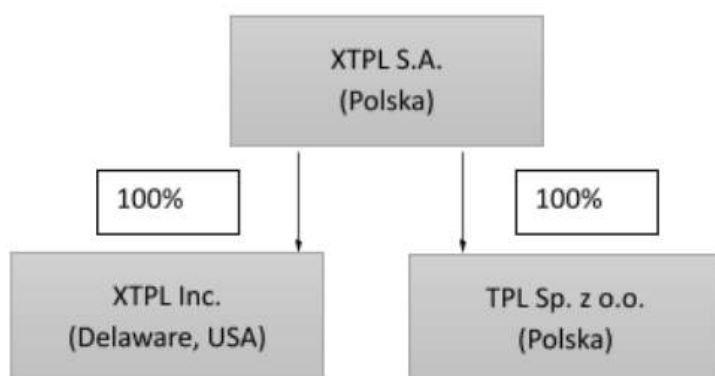 XTPL S.A.
(Polska)
100%
100%
XTPL Inc.
(Delaware, USA)
TPL Sp. z o.o.
(Polska)